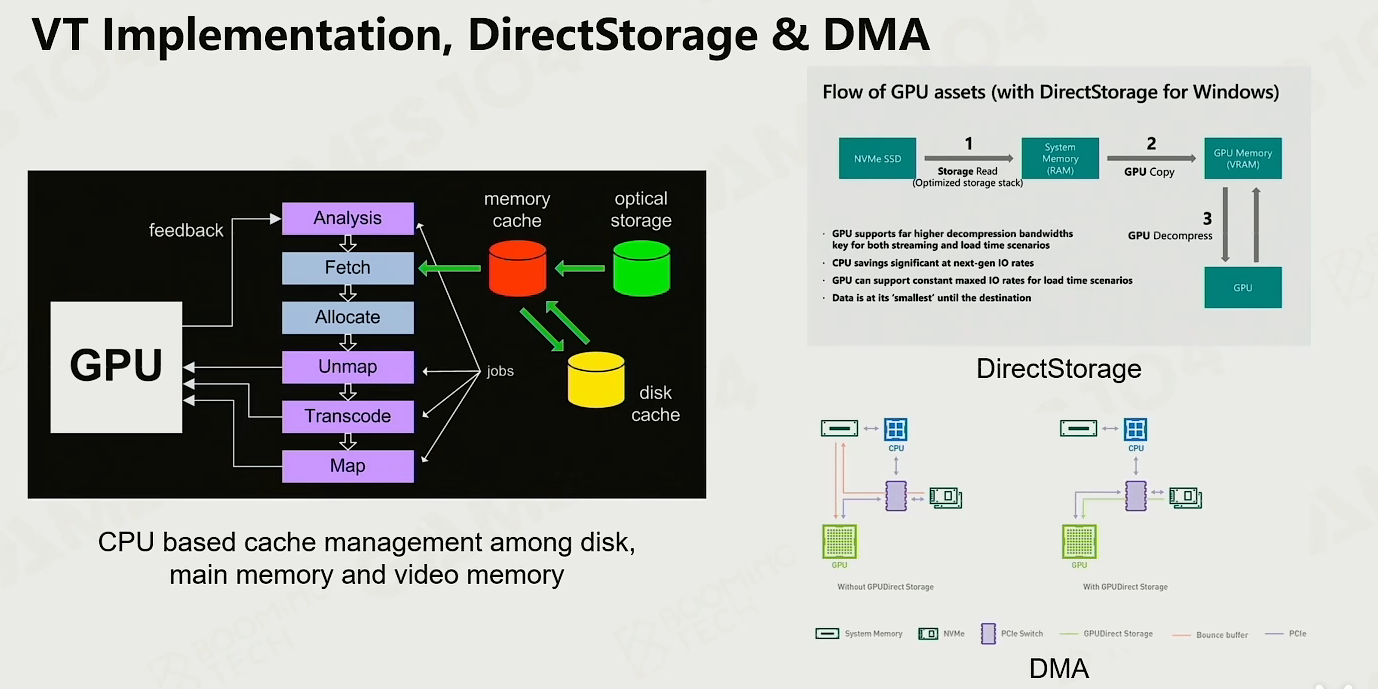 VT Implementation, DirectStorage & DMA
feedback
Analysis
Fetch
Allocate
Unmap
Transcode
Map
GPU
memory
cache
optical
storage
disk
cache
jobs
CPU based cache management among disk,
main memory and video memory
Flow of GPU assets (with DirectStorage for Windows)
NVMe SSD
1
Storage Read
(Optimized storage stack)
System
Memory
(RAM)
2
GPU Copy
GPU Memory
(VRAM)
3
GPU Decompress
GPU
· GPU supports far higher decompression bandwidths
key for both streaming and load time scenarios
· CPU savings significant at next-gen IO rates
· GPU can support constant maxed IO rates for load time scenarios
· Data is at its 'smallest' until the destination
DirectStorage
CPU
GPU
Without GPUDirect Storage
CPU
GPU
With GPUDirect Storage
System Memory
NVMe
PCIe Switch
GPUDirect Storage
Bounce buffer
PCIe
DMA
GAMES 104
BOOMING
TECH